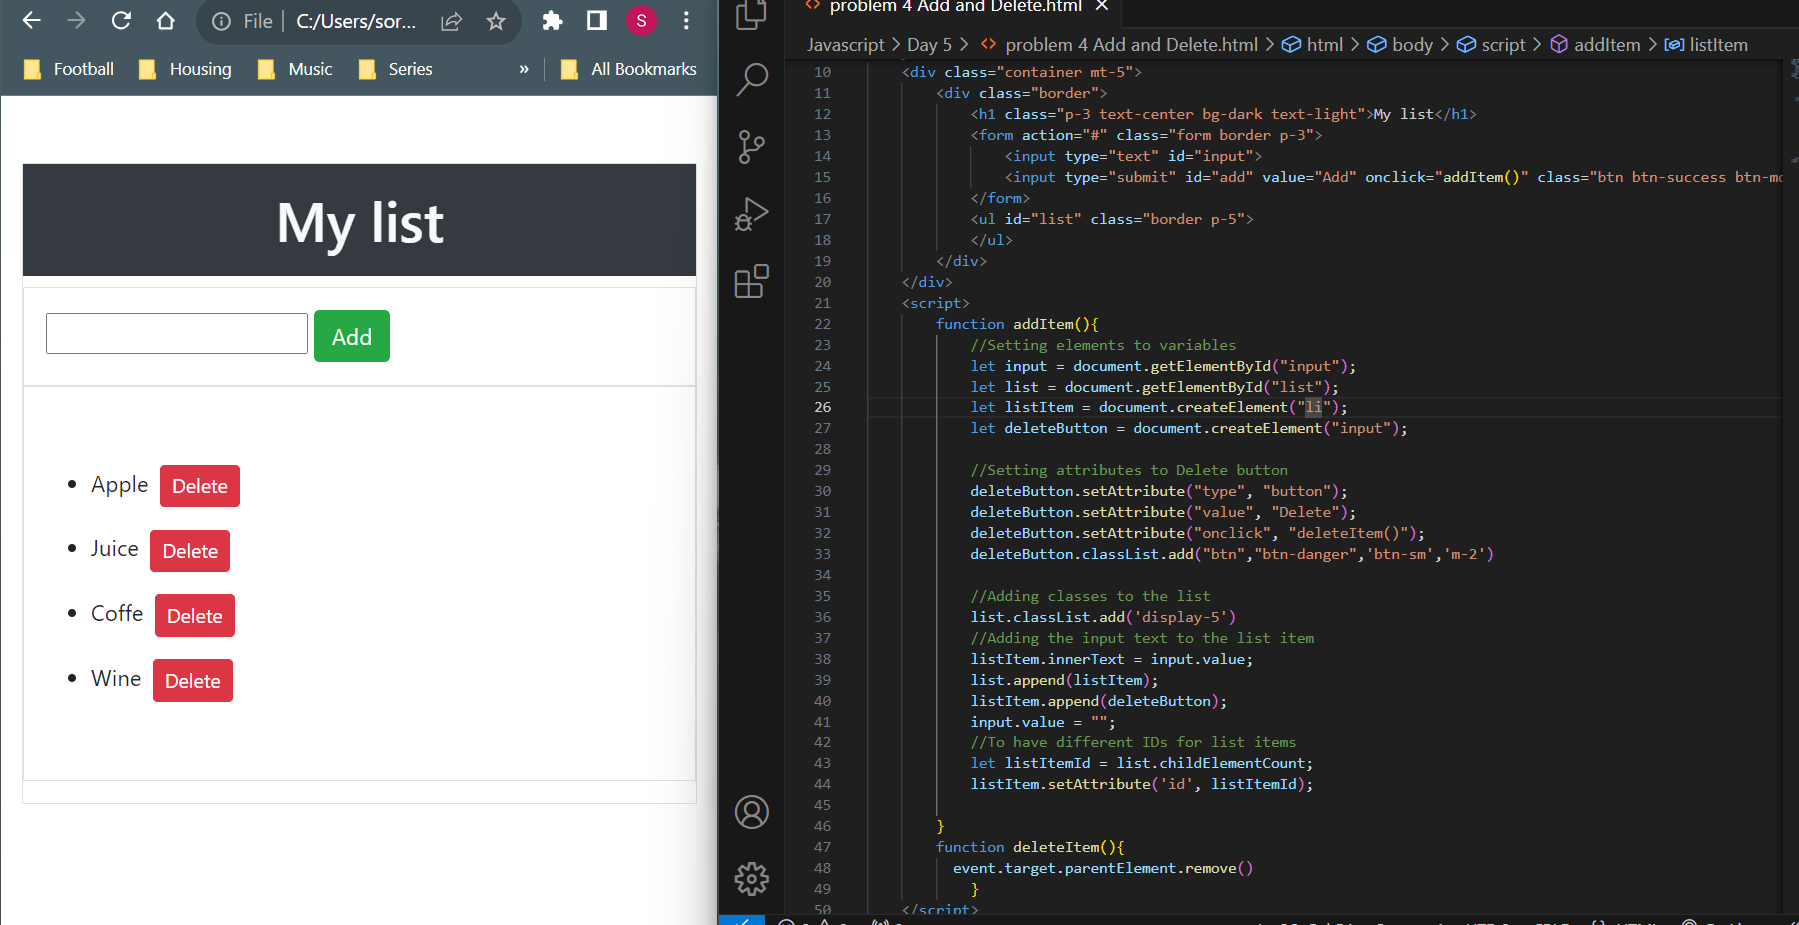 File C:/Users/sor... S
Football Housing Music Series » All Bookmarks
My list
Add
Apple Delete
Juice Delete
Coffe Delete
Wine Delete
problem 4 Add and Delete.html
Javascript > Day 5 > problem 4 Add and Delete.html > html > body > script > addItem > listItem
10 <div class="container mt-5">
11 <div class="border">
12 <h1 class="p-3 text-center bg-dark text-light">My list</h1>
13 <form action="#" class="form border p-3">
14 <input type="text" id="input">
15 <input type="submit" id="add" value="Add" onclick="addItem()" class="btn btn-success
16 </form>
17 <ul id="list" class="border p-5">
18 </ul>
19 </div>
20 </div>
21 <script>
22 function addItem(){
23 //Setting elements to variables
24 let input = document.getElementById("input");
25 let list = document.getElementById("list");
26 let listItem = document.createElement("li");
27 let deleteButton = document.createElement("input");
28
29 //Setting attributes to Delete button
30 deleteButton.setAttribute("type", "button");
31 deleteButton.setAttribute("value", "Delete");
32 deleteButton.setAttribute("onclick", "deleteItem()");
33 deleteButton.classList.add("btn","btn-danger",'btn-sm','m-2')
34
35 //Adding classes to the list
36 list.classList.add('display-5')
37 //Adding the input text to the list item
38 listItem.innerText = input.value;
39 list.append(listItem);
40 listItem.append(deleteButton);
41 input.value = "";
42 //To have different IDs for list items
43 let listItemId = list.childElementCount;
44 listItem.setAttribute('id', listItemId);
45
46 }
47 function deleteItem(){
48 event.target.parentElement.remove()
49 }
50 </script>